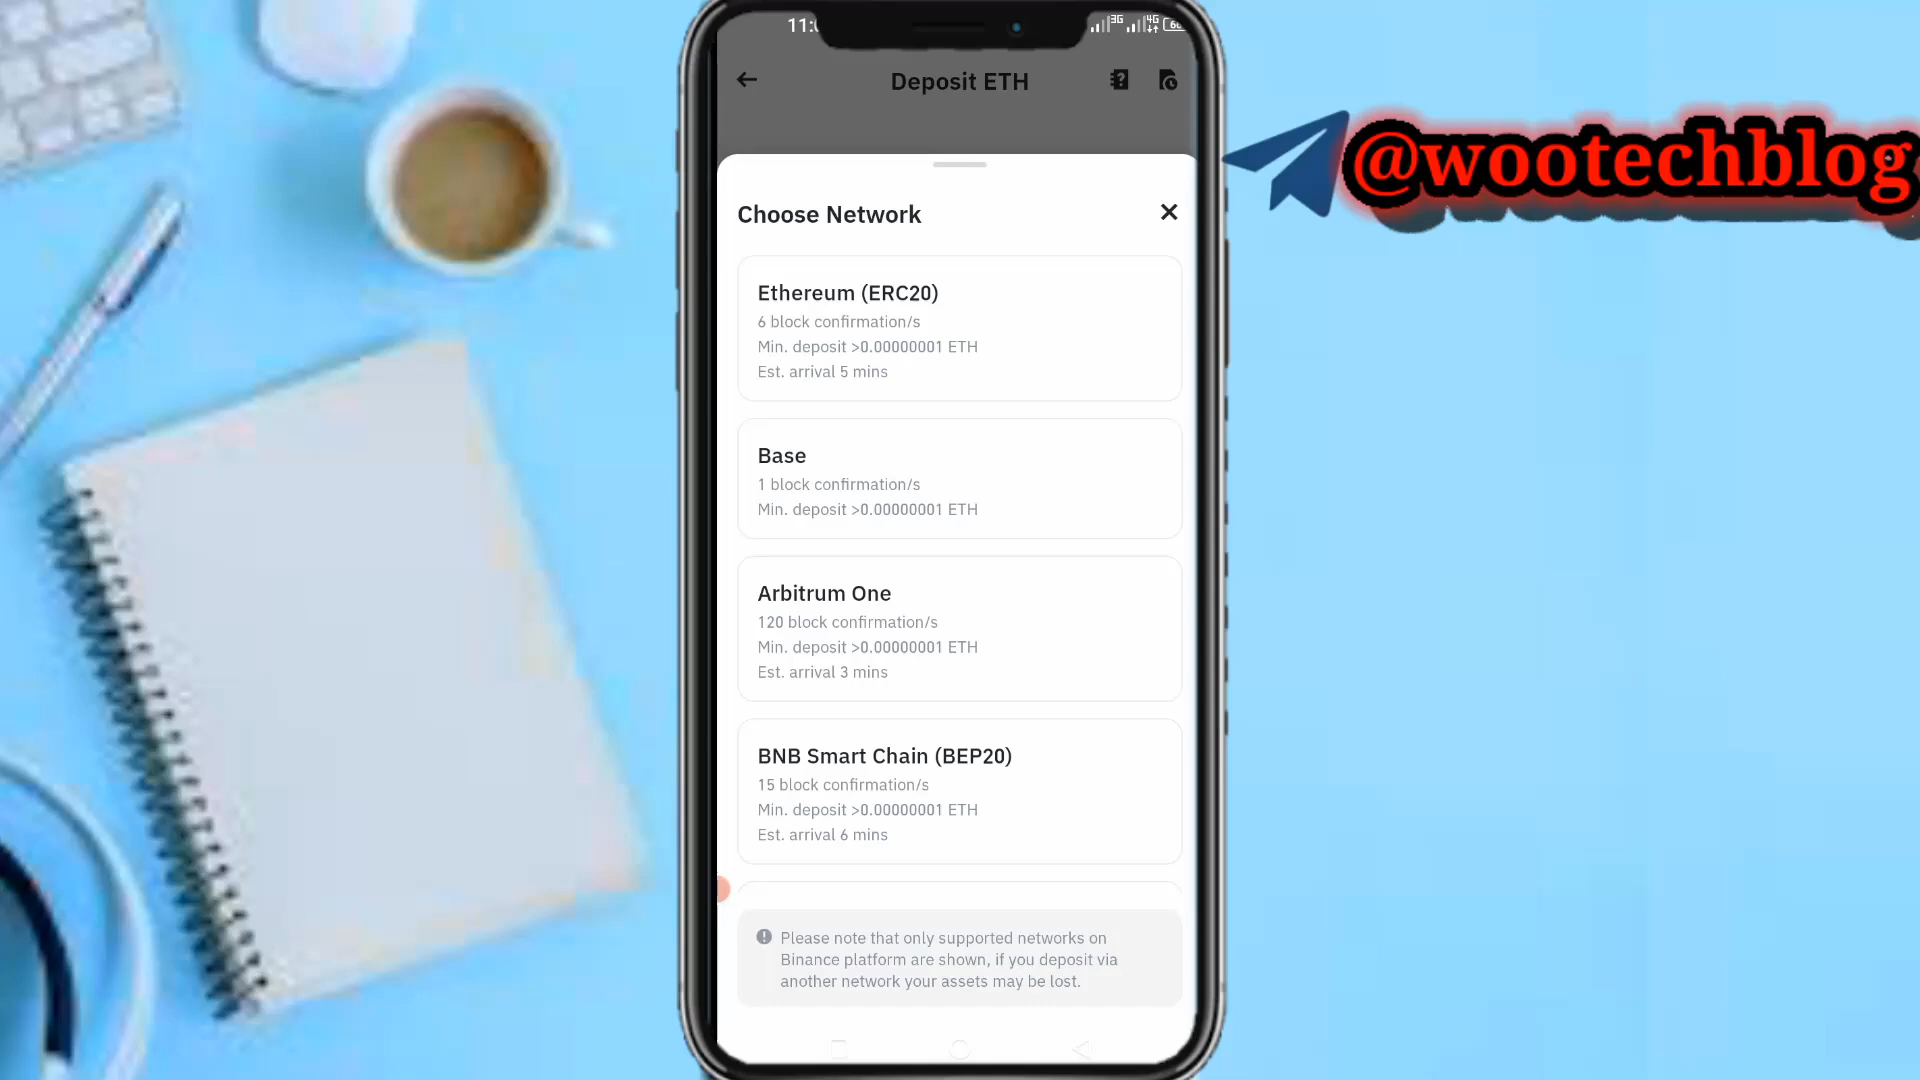 3G 4G
Deposit ETH
@wootechblog
Choose Network
Ethereum (ERC20)
6 block confirmation/s
Min. deposit >0.00000001 ETH
Est. arrival 5 mins
Base
1 block confirmation/s
Min. deposit >0.00000001 ETH
Arbitrum One
120 block confirmation/s
Min. deposit >0.00000001 ETH
Est. arrival 3 mins
BNB Smart Chain (BEP20)
15 block confirmation/s
Min. deposit >0.00000001 ETH
Est. arrival 6 mins
Please note that only supported networks on
Binance platform are shown, if you deposit via
another network your assets may be lost.